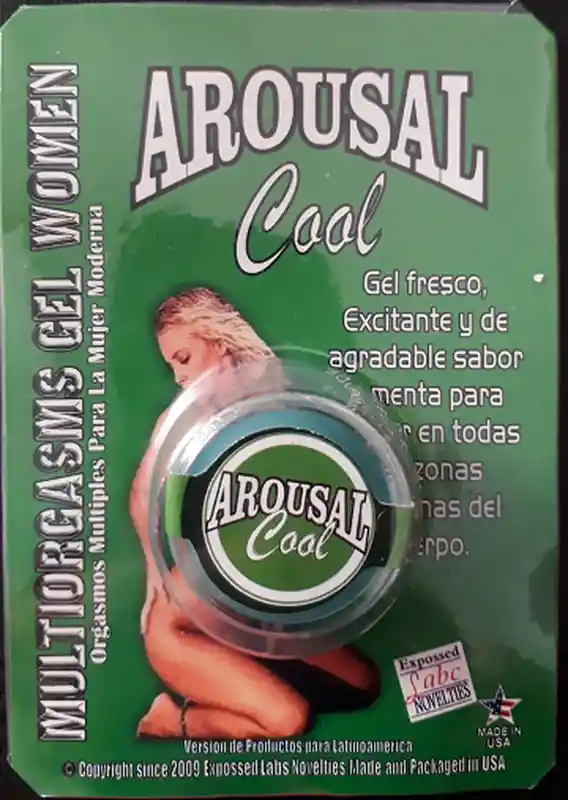 AROUSAL
Cool
MULTIORGASMS GEL WOMEN
Orgasmos Multiples Para La Mujer Moderna
Gel fresco,
Excitante y de
agradable sabor
menta para
en todas
zonas
del
AROUSAL
Cool
Expossed
Labc
NOVELTIES
MADE IN
USA
Version de Productos para Latinoamerica
© Copyright since 2009 Expossed Labs Novelties Made and Packaged in USA